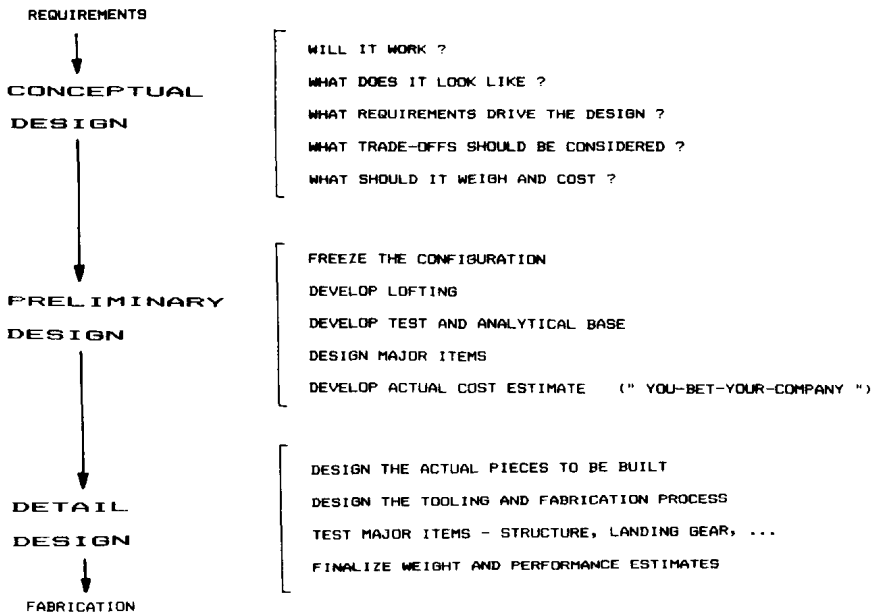 REQUIREMENTS
CONCEPTUAL
DESIGN
WILL IT WORK ?
WHAT DOES IT LOOK LIKE ?
WHAT REQUIREMENTS DRIVE THE DESIGN ?
WHAT TRADE-OFFS SHOULD BE CONSIDERED ?
WHAT SHOULD IT WEIGH AND COST ?
PRELIMINARY
DESIGN
FREEZE THE CONFIGURATION
DEVELOP LOFTING
DEVELOP TEST AND ANALYTICAL BASE
DESIGN MAJOR ITEMS
DEVELOP ACTUAL COST ESTIMATE (" YOU-BET-YOUR-COMPANY ")
DETAIL
DESIGN
DESIGN THE ACTUAL PIECES TO BE BUILT
DESIGN THE TOOLING AND FABRICATION PROCESS
TEST MAJOR ITEMS - STRUCTURE, LANDING GEAR, ...
FINALIZE WEIGHT AND PERFORMANCE ESTIMATES
FABRICATION